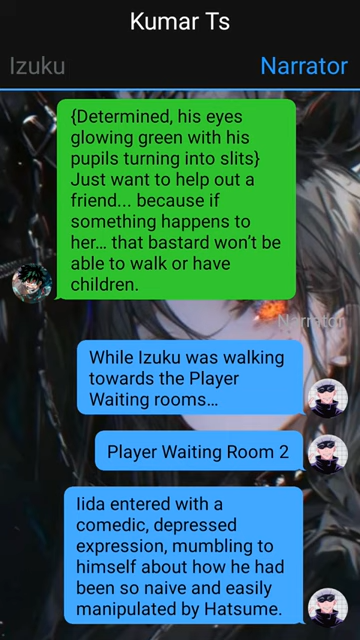 Kumar Ts
Izuku
Narrator
{Determined, his eyes
glowing green with his
pupils turning into slits}
Just want to help out a
friend... because if
something happens to
her… that bastard won't be
able to walk or have
children.
Narrator
While Izuku was walking
towards the Player
Waiting rooms…
Player Waiting Room 2
Iida entered with a
comedic, depressed
expression, mumbling to
himself about how he had
been so naive and easily
manipulated by Hatsume.